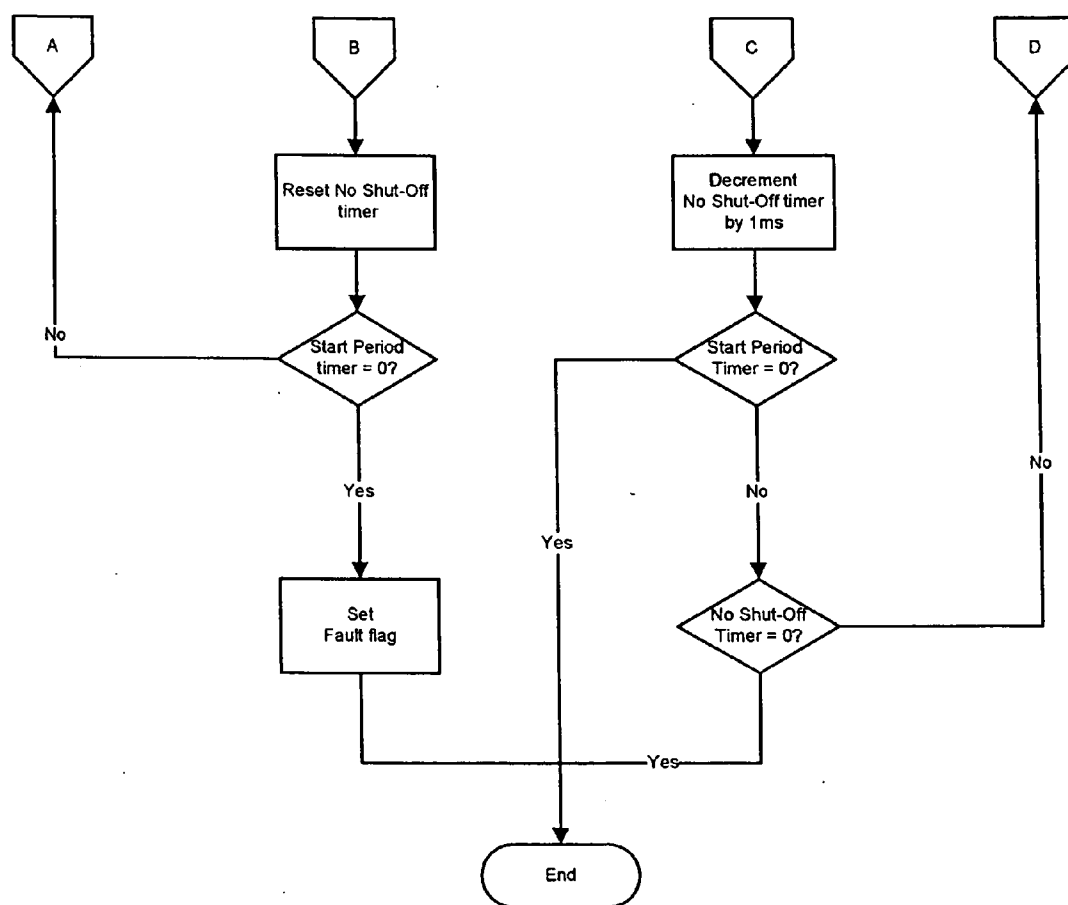 A
B
C
D
Reset No Shut-Off
timer
Decrement
No Shut-Off timer
by 1ms
No
Start Period
timer = 0?
Start Period
Timer = 0?
No
Yes
No
Yes
Set
Fault flag
No Shut-Off
Timer = 0?
Yes
End